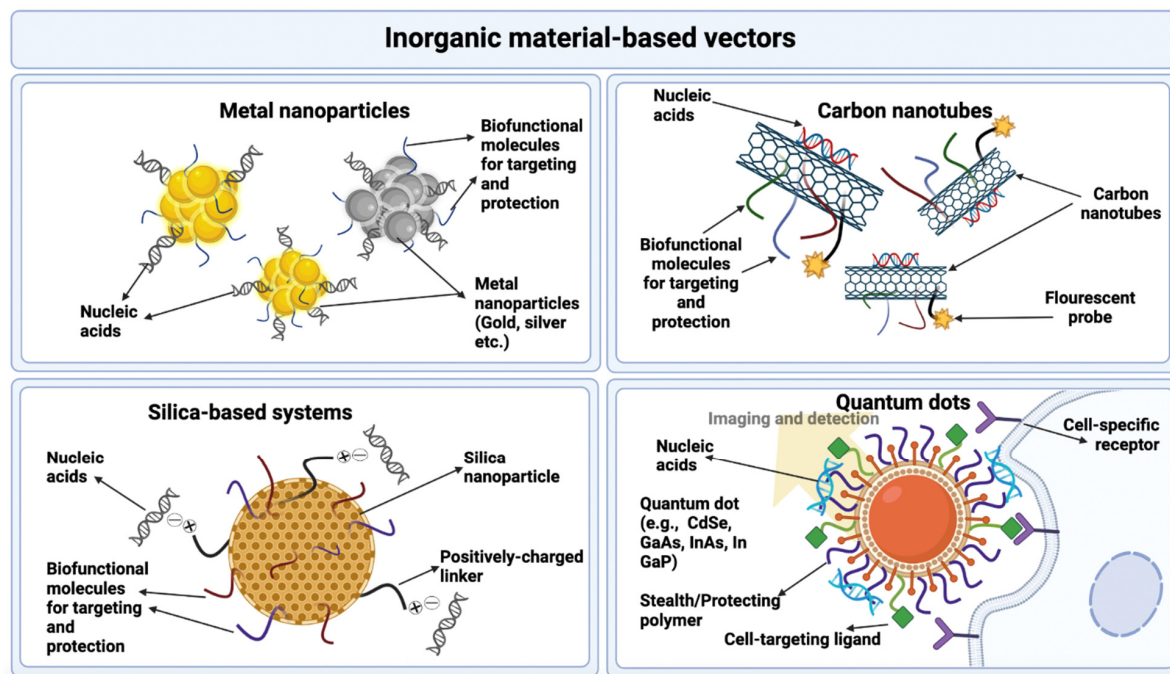 Inorganic material-based vectors
Metal nanoparticles
Biofunctional
molecules
for targeting
and
protection
Nucleic
acids
Metal
nanoparticles
(Gold, silver
etc.)
Carbon nanotubes
Nucleic
acids
Carbon
nanotubes
Biofunctional
molecules
for targeting
and
protection
Flourescent
probe
Silica-based systems
Nucleic
acids
Silica
nanoparticle
+ −
− +
Biofunctional
molecules
for targeting
and
protection
Positively-charged
linker
+ −
Quantum dots
Imaging and detection
Cell-specific
receptor
Nucleic
acids
Quantum dot
(e.g., CdSe,
GaAs, InAs, In
GaP)
Stealth/Protecting
polymer
Cell-targeting ligand